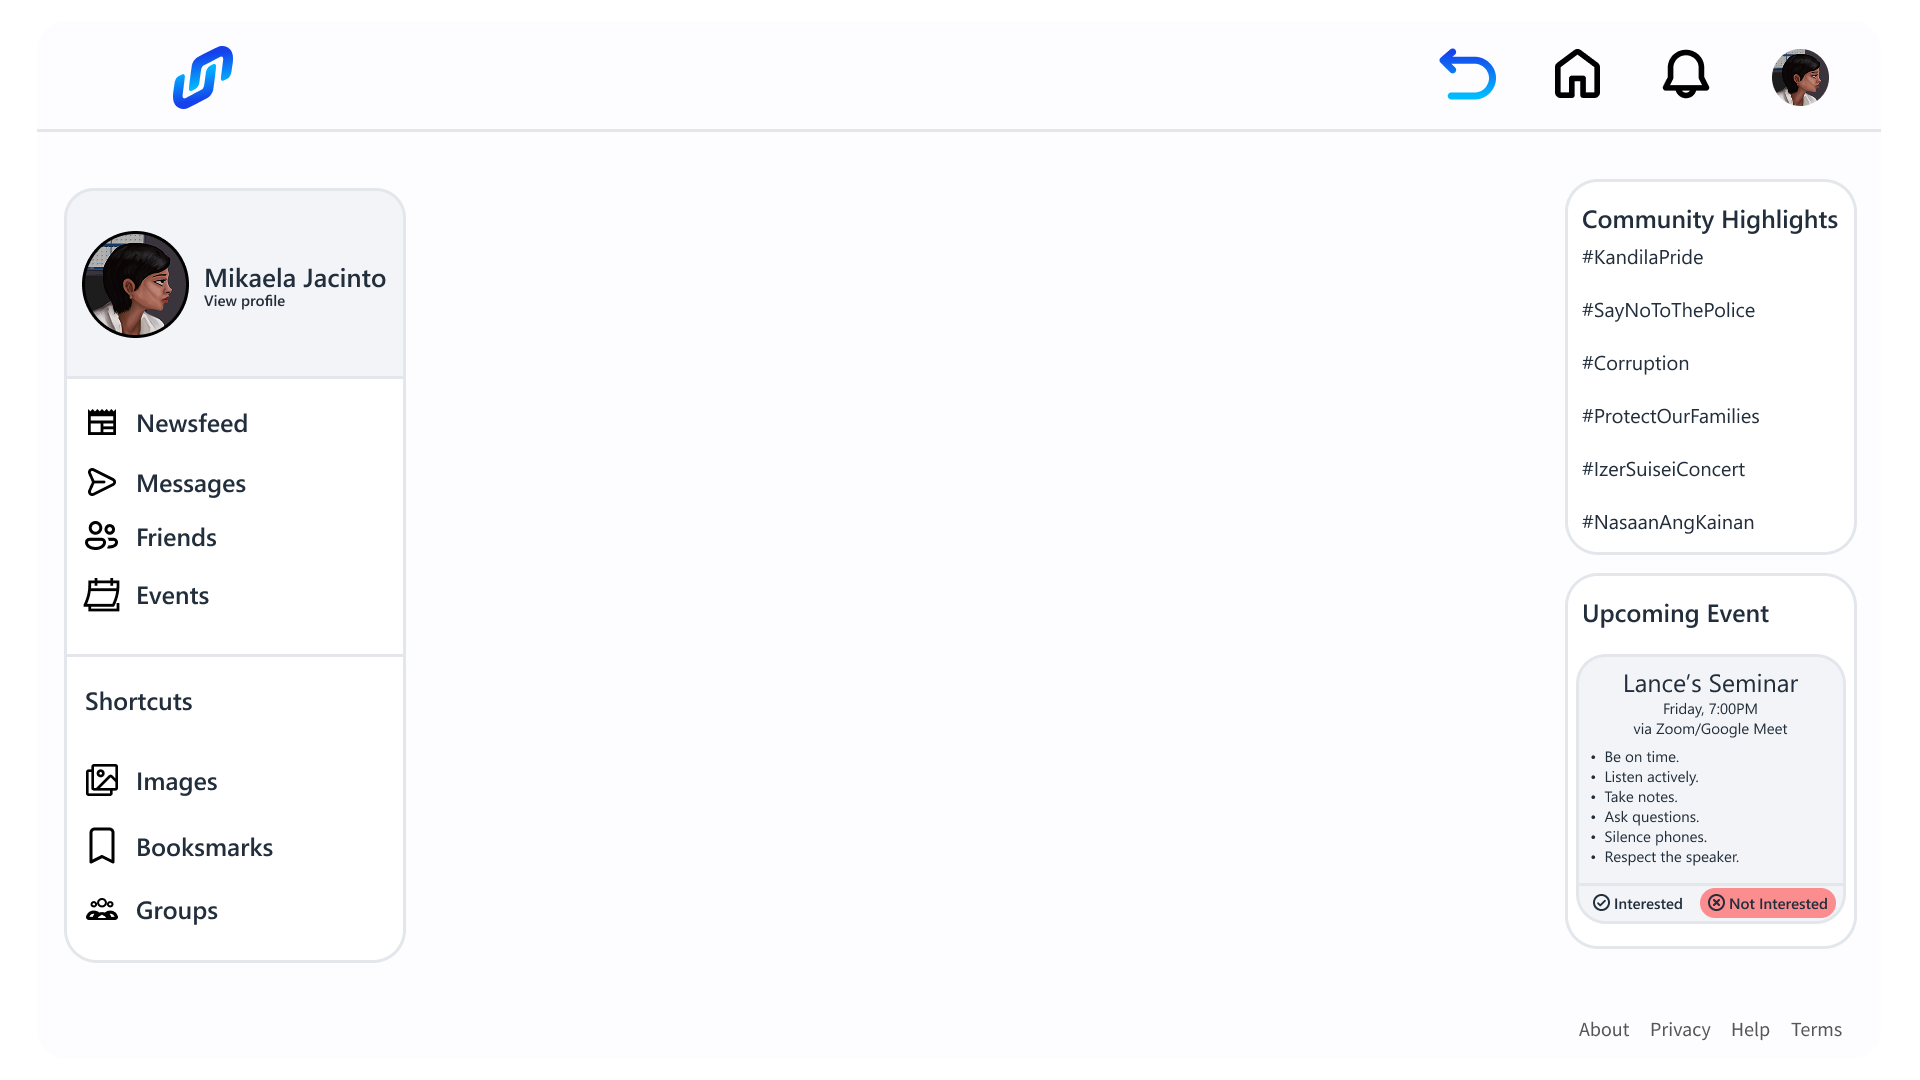 Mikaela Jacinto
View profile
Newsfeed
Messages
Friends
Events
Shortcuts
Images
Booksmarks
Groups
Community Highlights
#KandilaPride
#SayNoToThePolice
#Corruption
#ProtectOurFamilies
#IzerSuiseiConcert
#NasaanAngKainan
Upcoming Event
Lance’s Seminar
Friday, 7:00PM
via Zoom/Google Meet
• Be on time.
• Listen actively.
• Take notes.
• Ask questions.
• Silence phones.
• Respect the speaker.
Interested Not Interested
About Privacy Help Terms